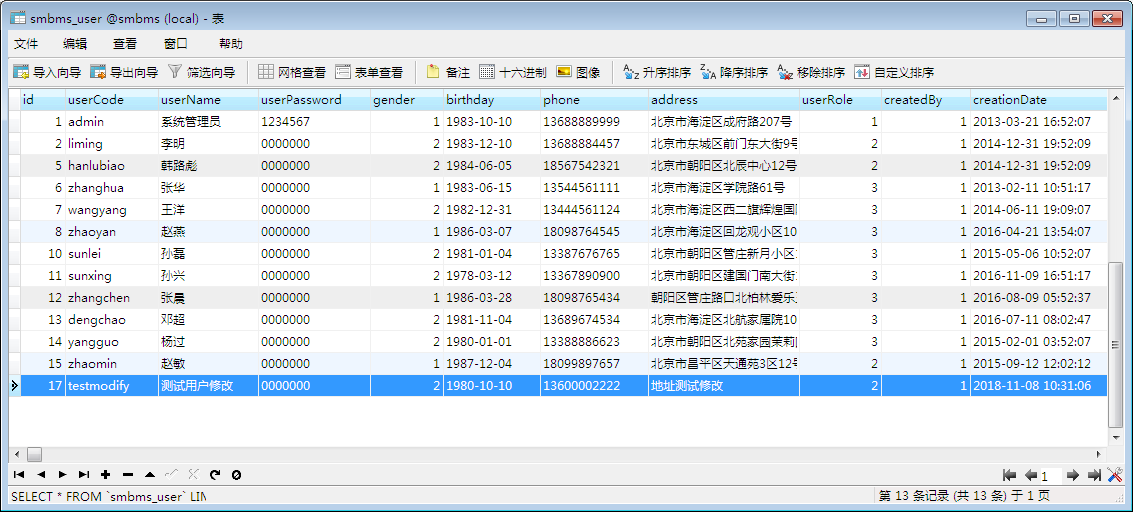 smbms_user @smbms (local) - 表
文件 编辑 查看 窗口 帮助
导入向导 导出向导 筛选向导 网格查看 表单查看 备注 十六进制 图像 升序排序 降序排序 移除排序 自定义排序
id userCode userName userPassword gender birthday phone address userRole createdBy creationDate
1 admin 系统管理员 1234567 1 1983-10-10 13688889999 北京市海淀区成府路207号 1 1 2013-03-21 16:52:07
2 liming 李明 0000000 2 1983-12-10 13688884457 北京市东城区前门东大街9号 2 1 2014-12-31 19:52:09
5 hanlubiao 韩路彪 0000000 2 1984-06-05 18567542321 北京市朝阳区北辰中心12号 2 1 2014-12-31 19:52:09
6 zhanghua 张华 0000000 1 1983-06-15 13544561111 北京市海淀区学院路61号 3 1 2013-02-11 10:51:17
7 wangyang 王洋 0000000 2 1982-12-31 13444561124 北京市海淀区西二旗辉煌国 3 1 2014-06-11 19:09:07
8 zhaoyan 赵燕 0000000 1 1986-03-07 18098764545 北京市海淀区回龙观小区10 3 1 2016-04-21 13:54:07
10 sunlei 孙磊 0000000 2 1981-01-04 13387676765 北京市朝阳区管庄新月小区 3 1 2015-05-06 10:52:07
11 sunxing 孙兴 0000000 2 1978-03-12 13367890900 北京市朝阳区建国门南大街 3 1 2016-11-09 16:51:17
12 zhangchen 张晨 0000000 1 1986-03-28 18098765434 朝阳区管庄路口北柏林爱乐 3 1 2016-08-09 05:52:37
13 dengchao 邓超 0000000 2 1981-11-04 13689674534 北京市海淀区北航家属院10 3 1 2016-07-11 08:02:47
14 yangguo 杨过 0000000 2 1980-01-01 13388886623 北京市朝阳区北苑家园茉莉 3 1 2015-02-01 03:52:07
15 zhaomin 赵敏 0000000 1 1987-12-04 18099897657 北京市昌平区天通苑3区12号 2 1 2015-09-12 12:02:12
17 testmodify 测试用户修改 0000000 2 1980-10-10 13600002222 地址测试修改 2 1 2018-11-08 10:31:06
1
SELECT * FROM `smbms_user` LIM 第 13 条记录 (共 13 条) 于 1 页